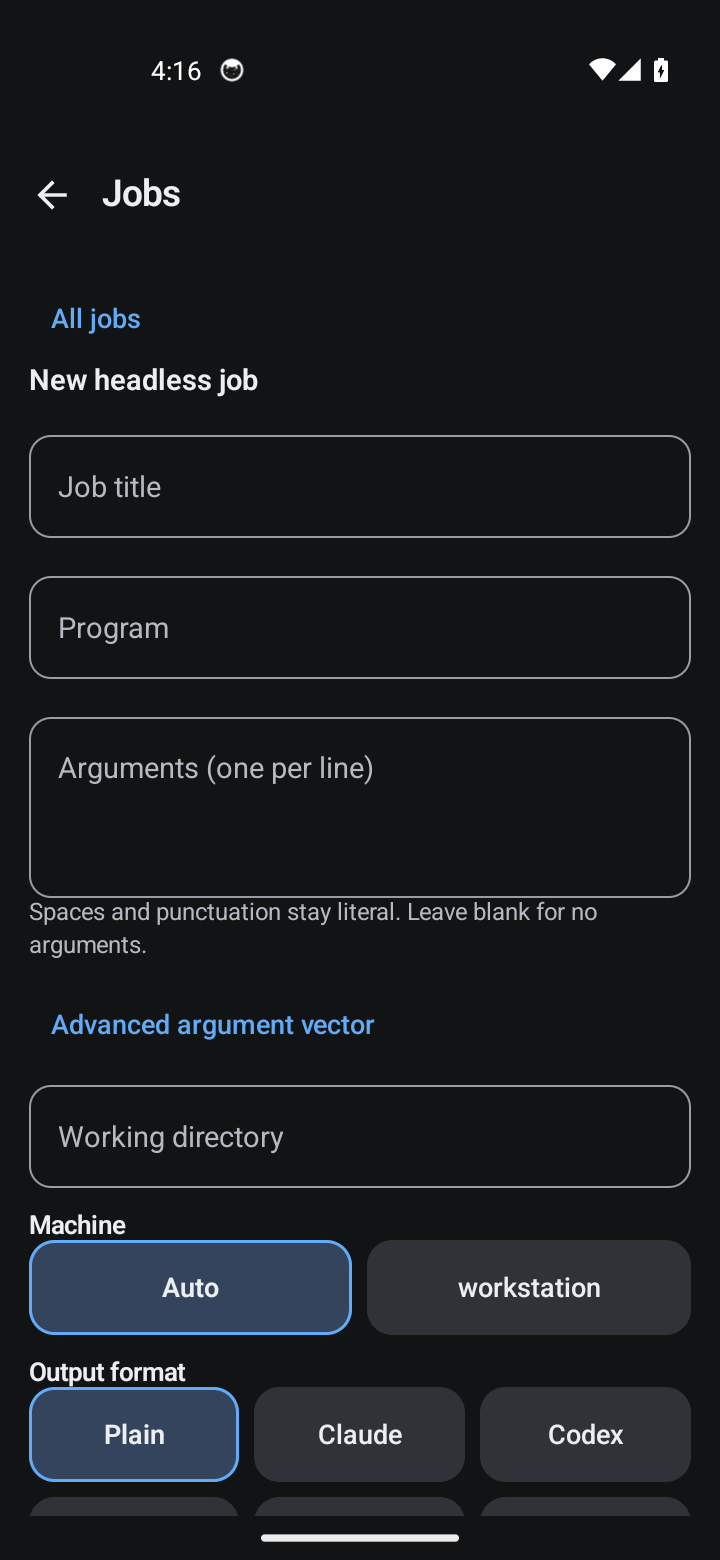 4:16
Jobs
All jobs
New headless job
Job title
Program
Arguments (one per line)
Spaces and punctuation stay literal. Leave blank for no
arguments.
Advanced argument vector
Working directory
Machine
Auto
workstation
Output format
Plain
Claude
Codex